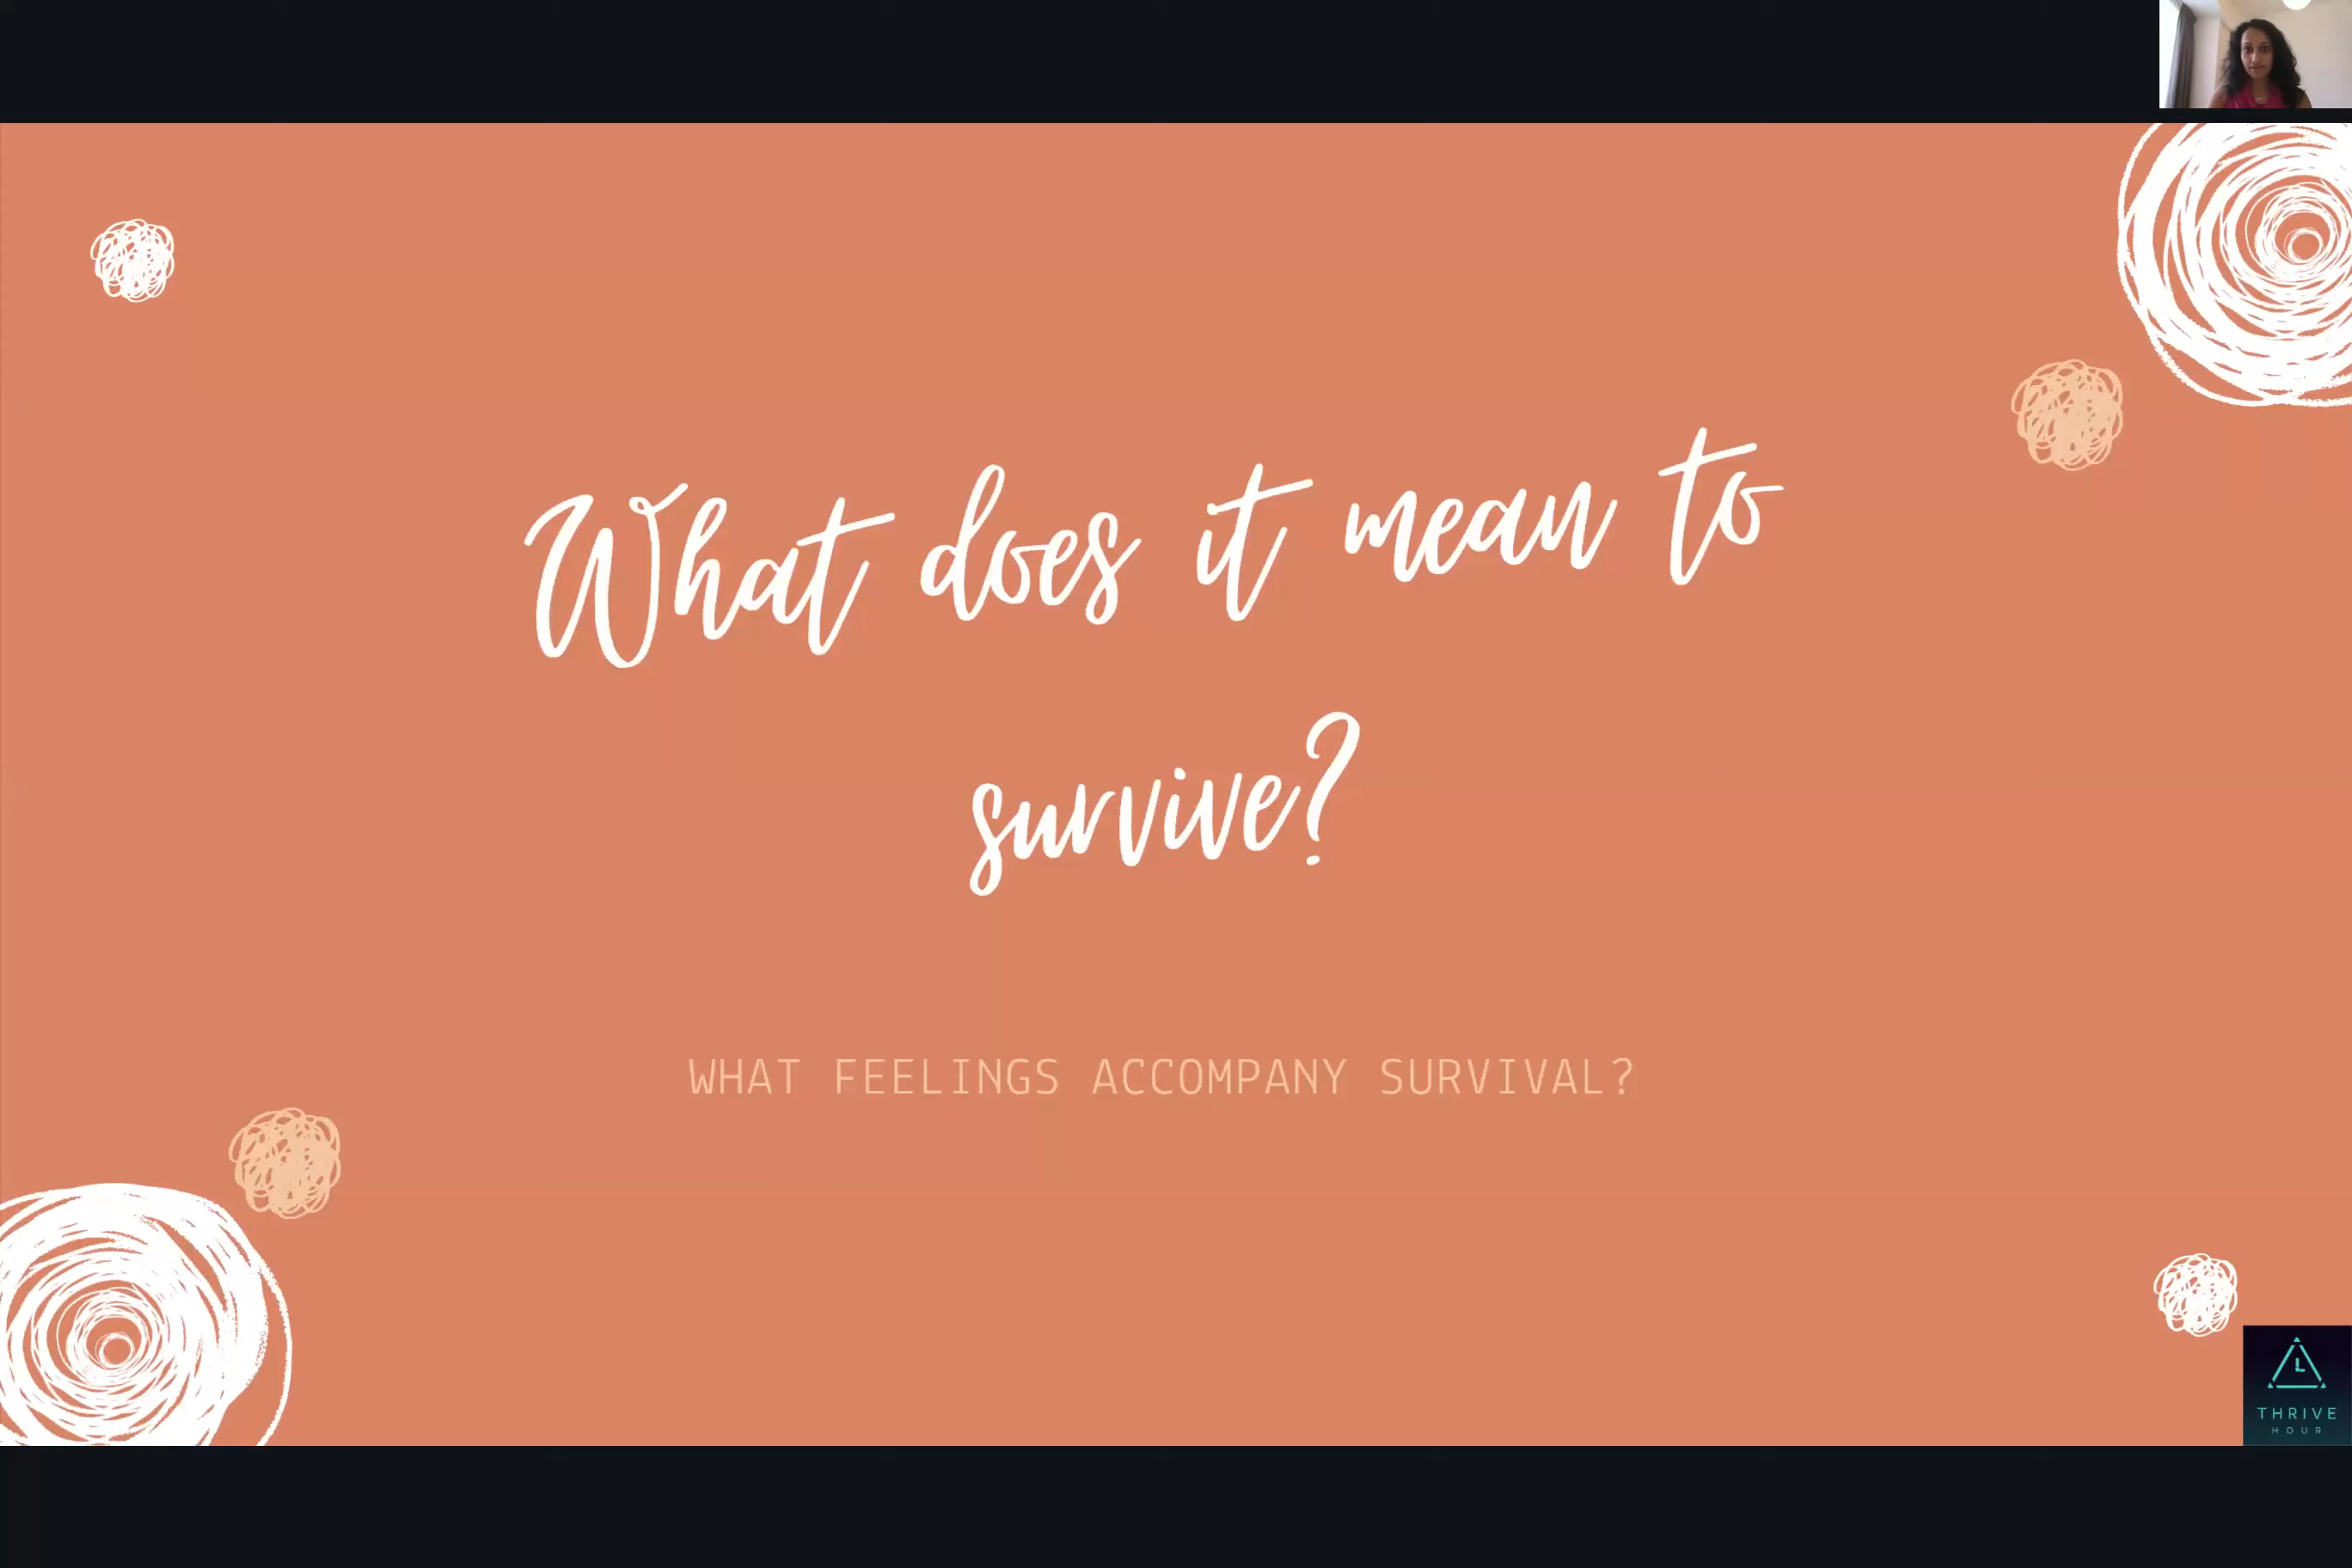 What does it mean to
survive?
WHAT FEELINGS ACCOMPANY SURVIVAL?
L
THRIVE
HOUR